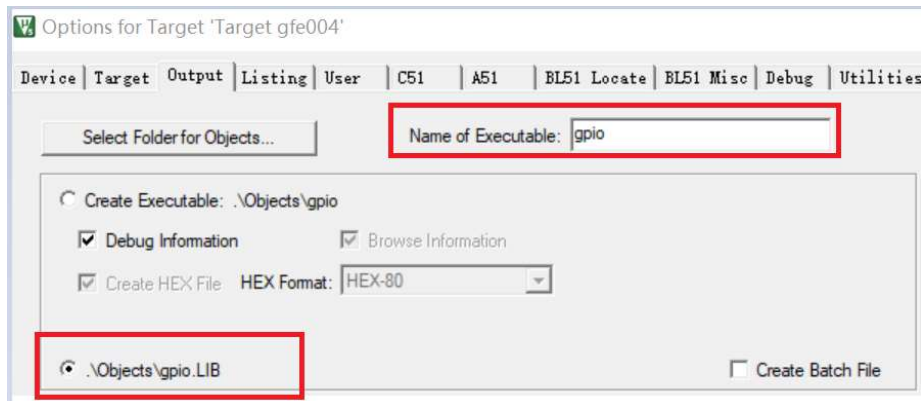 Options for Target 'Target gfe004'
Device Target Output Listing User C51 A51 BL51 Locate BL51 Misc Debug Utilities
Select Folder for Objects... Name of Executable: gpio
Create Executable: .\Objects\gpio
Debug Information Browse Information
Create HEX File HEX Format: HEX-80
.\Objects\gpio.LIB Create Batch File